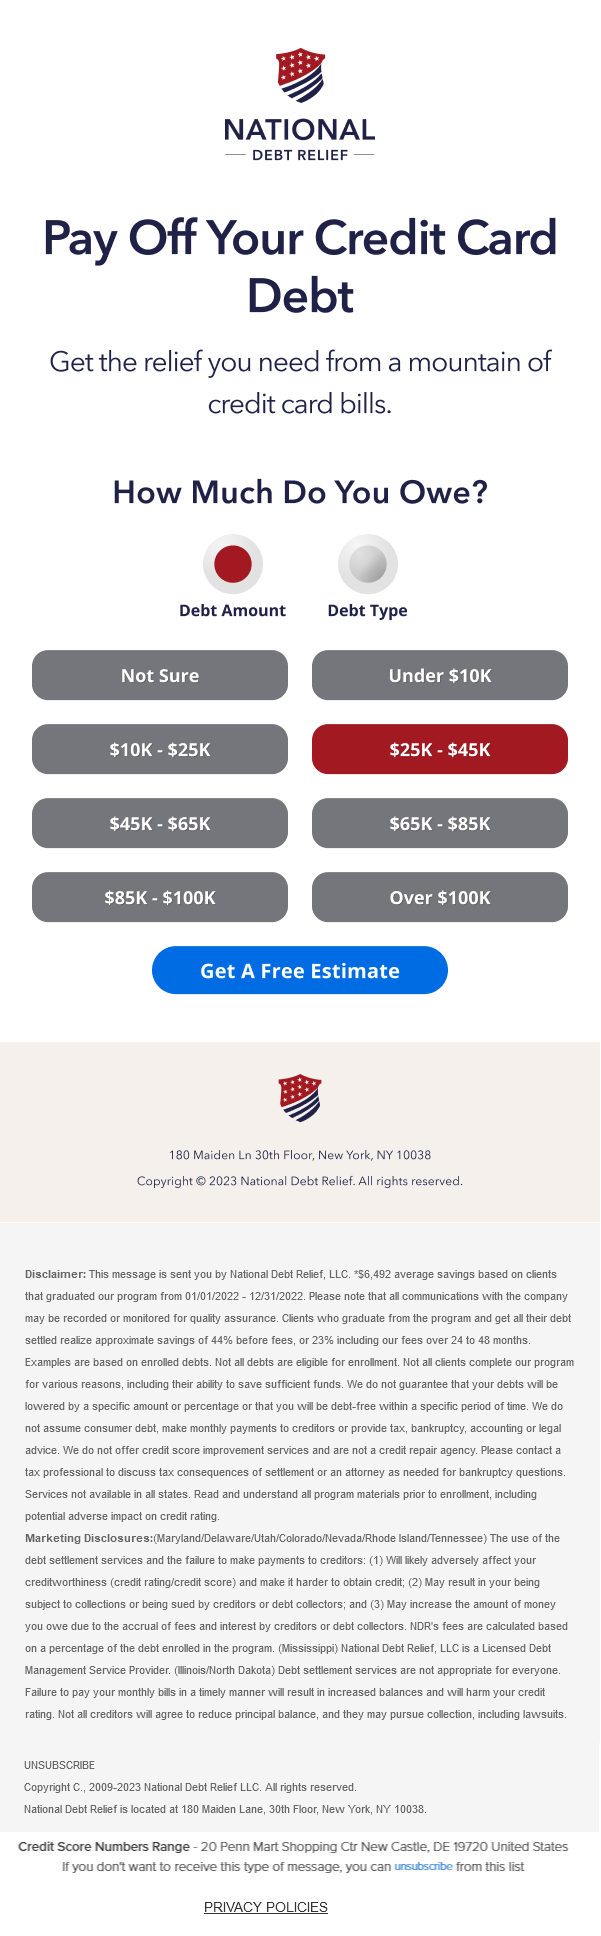 NATIONAL
DEBT RELIEF
Pay Off Your Credit Card
Debt
Get the relief you need from a mountain of
credit card bills.
How Much Do You Owe?
Debt Amount Debt Type
Not Sure Under $10K
$10K - $25K $25K - $45K
$45K - $65K $65K - $85K
$85K - $100K Over $100K
Get A Free Estimate
180 Maiden Ln 30th Floor, New York, NY 10038
Copyright © 2023 National Debt Relief. All rights reserved.
Disclaimer: This message is sent you by National Debt Relief, LLC. *$6,492 average savings based on clients
that graduated our program from 01/01/2022 - 12/31/2022. Please note that all communications with the company
may be recorded or monitored for quality assurance. Clients who graduate from the program and get all their debt
settled realize approximate savings of 44% before fees, or 23% including our fees over 24 to 48 months.
Examples are based on enrolled debts. Not all debts are eligible for enrollment. Not all clients complete our program
for various reasons, including their ability to save sufficient funds. We do not guarantee that your debts will be
lowered by a specific amount or percentage or that you will be debt-free within a specific period of time. We do
not assume consumer debt, make monthly payments to creditors or provide tax, bankruptcy, accounting or legal
advice. We do not offer credit score improvement services and are not a credit repair agency. Please contact a
tax professional to discuss tax consequences of settlement or an attorney as needed for bankruptcy questions.
Services not available in all states. Read and understand all program materials prior to enrollment, including
potential adverse impact on credit rating.
Marketing Disclosures:(Maryland/Delaware/Utah/Colorado/Nevada/Rhode Island/Tennessee) The use of the
debt settlement services and the failure to make payments to creditors: (1) Will likely adversely affect your
creditworthiness (credit rating/credit score) and make it harder to obtain credit; (2) May result in your being
subject to collections or being sued by creditors or debt collectors; and (3) May increase the amount of money
you owe due to the accrual of fees and interest by creditors or debt collectors. NDR's fees are calculated based
on a percentage of the debt enrolled in the program. (Mississippi) National Debt Relief, LLC is a Licensed Debt
Management Service Provider. (Illinois/North Dakota) Debt settlement services are not appropriate for everyone.
Failure to pay your monthly bills in a timely manner will result in increased balances and will harm your credit
rating. Not all creditors will agree to reduce principal balance, and they may pursue collection, including lawsuits.
UNSUBSCRIBE
Copyright C., 2009-2023 National Debt Relief LLC. All rights reserved.
National Debt Relief is located at 180 Maiden Lane, 30th Floor, New York, NY 10038.
Credit Score Numbers Range - 20 Penn Mart Shopping Ctr New Castle, DE 19720 United States
If you don't want to receive this type of message, you can unsubscribe from this list
PRIVACY POLICIES